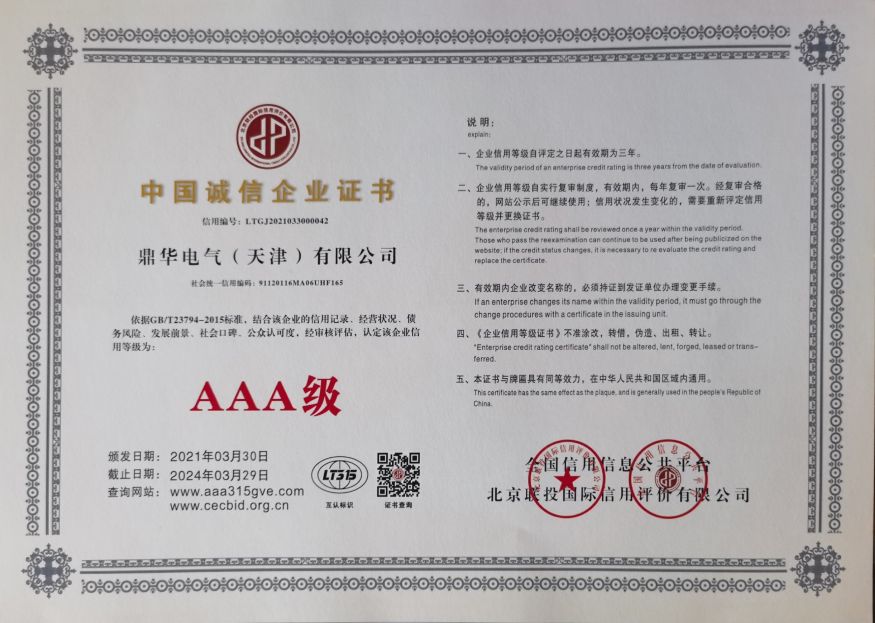 中国诚信企业证书
信用编号：LTGJ2021033000042
鼎华电气（天津）有限公司
社会统一信用编码：91120116MA06UHF165
依据GB/T23794-2015标准，结合该企业的信用记录、经营状况、债
务风险、发展前景、社会口碑、公众认可度，经审核评估，认定该企业信
用等级为：
AAA级
颁发日期： 2021年03月30日
截止日期： 2024年03月29日
查询网站： www.aaa315gve.com
www.cecbid.org.cn
LT315
互认标识
证书查询
说明：
explain:
一、企业信用等级自评定之日起有效期为三年。
The validity period of an enterprise credit rating is three years from the date of evaluation.
二、企业信用等级自实行复审制度，有效期内，每年复审一次。经复审合格
的，网站公示后可继续使用；信用状况发生变化的，需要重新评定信用
等级并更换证书。
The enterprise credit rating shall be reviewed once a year within the validity period.
Those who pass the reexamination can continue to be used after being publicized on the
website; if the credit status changes, it is necessary to re evaluate the credit rating and
replace the certificate.
三、有效期内企业改变名称的，必须持证到发证单位办理变更手续。
If an enterprise changes its name within the validity period, it must go through the
change procedures with a certificate in the issuing unit.
四、《企业信用等级证书》不准涂改，转借，伪造、出租、转让。
"Enterprise credit rating certificate" shall not be altered, lent, forged, leased or trans-
ferred.
五、本证书与牌匾具有同等效力，在中华人民共和国区域内通用。
This certificate has the same effect as the plaque, and is generally used in the people's Republic of
China.
全国信用信息公共平台
北京联投国际信用评价有限公司